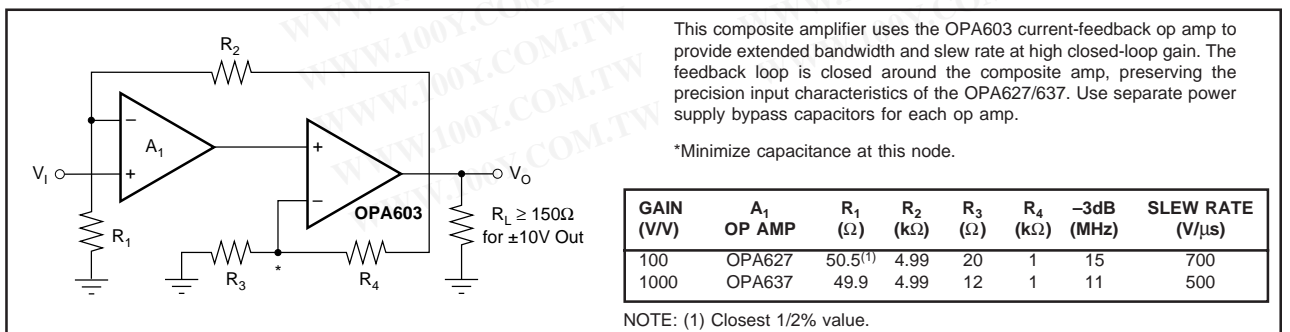 R2
A1
VI
R1
R3
*
R4
OPA603
VO
RL ≥ 150Ω
for ±10V Out
This composite amplifier uses the OPA603 current-feedback op amp to
provide extended bandwidth and slew rate at high closed-loop gain. The
feedback loop is closed around the composite amp, preserving the
precision input characteristics of the OPA627/637. Use separate power
supply bypass capacitors for each op amp.
*Minimize capacitance at this node.
GAIN (V/V) A1 OP AMP R1 (Ω) R2 (kΩ) R3 (Ω) R4 (kΩ) –3dB (MHz) SLEW RATE (V/µs)
100 OPA627 50.5(1) 4.99 20 1 15 700
1000 OPA637 49.9 4.99 12 1 11 500
NOTE: (1) Closest 1/2% value.
WWW.100Y.COM.TW